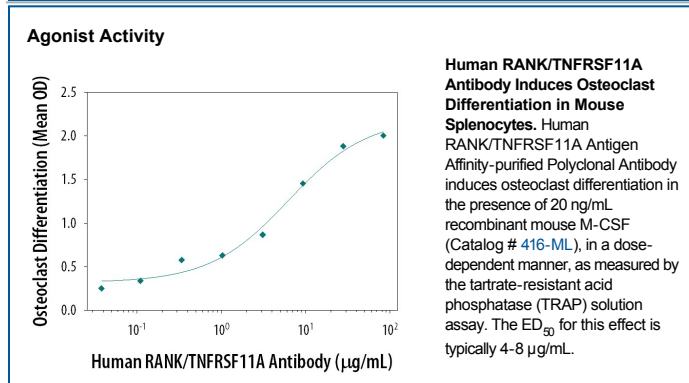 Agonist Activity
Osteoclast Differentiation (Mean OD)
2.5
2.0
1.5
1.0
0.5
0.0
10⁻¹ 10⁰ 10¹ 10²
Human RANK/TNFRSF11A Antibody (μg/mL)
Human RANK/TNFRSF11A
Antibody Induces Osteoclast
Differentiation in Mouse
Splenocytes. Human
RANK/TNFRSF11A Antigen
Affinity-purified Polyclonal Antibody
induces osteoclast differentiation in
the presence of 20 ng/mL
recombinant mouse M-CSF
(Catalog # 416-ML), in a dose-
dependent manner, as measured by
the tartrate-resistant acid
phosphatase (TRAP) solution
assay. The ED₅₀ for this effect is
typically 4-8 μg/mL.